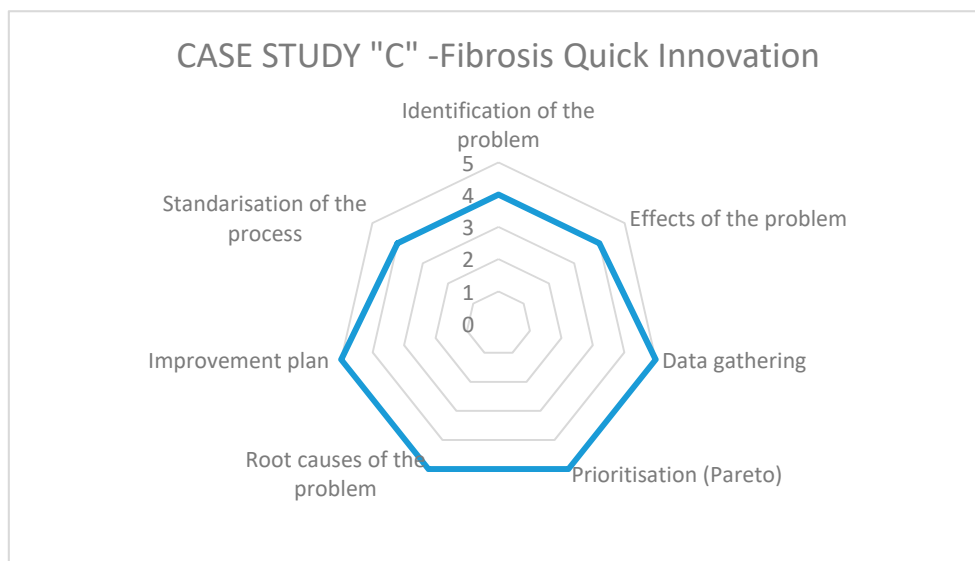 CASE STUDY "C" -Fibrosis Quick Innovation
Identification of the
problem
5
4
3
2
1
0
Effects of the problem
Data gathering
Prioritisation (Pareto)
Root causes of the
problem
Improvement plan
Standarisation of the
process